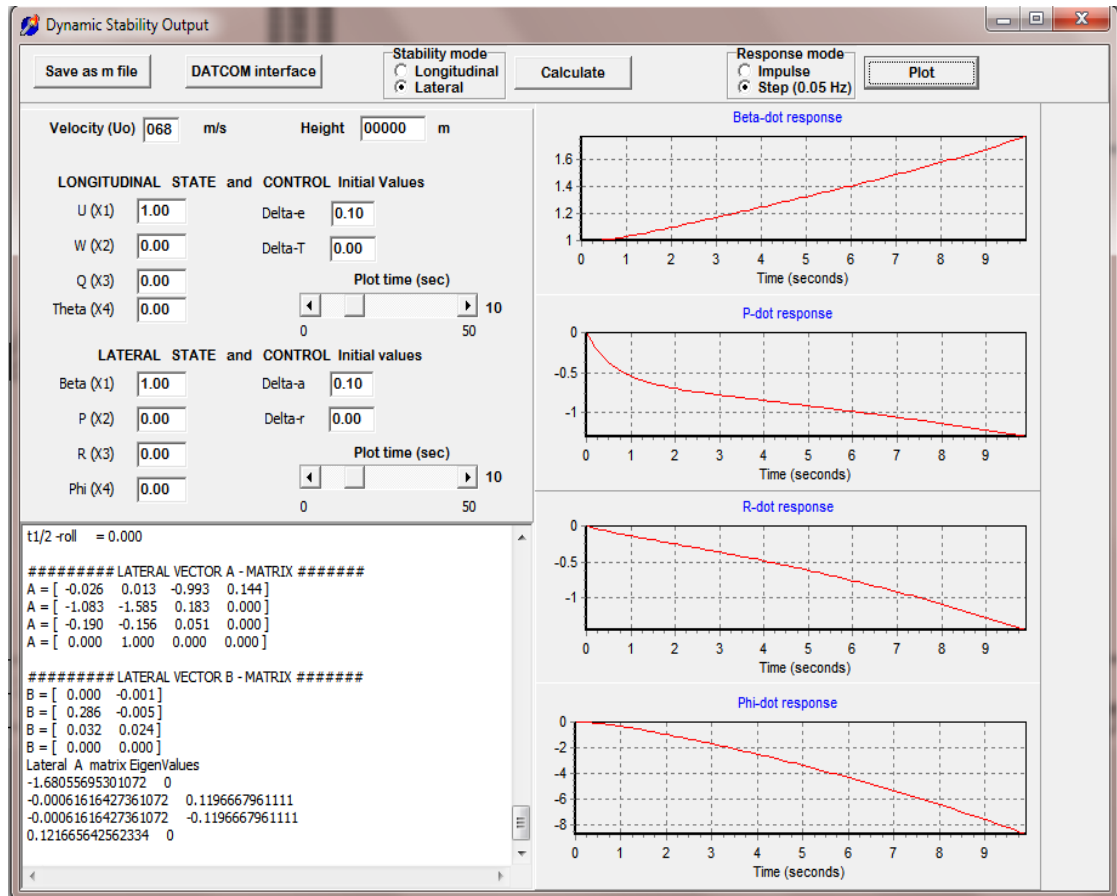 Dynamic Stability Output
Save as m file
DATCOM interface
Stability mode
Longitudinal
Lateral
Calculate
Response mode
Impulse
Step (0.05 Hz)
Plot
Velocity (Uo) 068 m/s Height 00000 m
LONGITUDINAL STATE and CONTROL Initial Values
U (X1) 1.00 Delta-e 0.10
W (X2) 0.00 Delta-T 0.00
Q (X3) 0.00 Plot time (sec)
Theta (X4) 0.00 10
0 50
LATERAL STATE and CONTROL Initial values
Beta (X1) 1.00 Delta-a 0.10
P (X2) 0.00 Delta-r 0.00
R (X3) 0.00 Plot time (sec)
Phi (X4) 0.00 10
0 50
t1/2 -roll = 0.000
######### LATERAL VECTOR A - MATRIX #######
A = [ -0.026 0.013 -0.993 0.144 ]
A = [ -1.083 -1.585 0.183 0.000 ]
A = [ -0.190 -0.156 0.051 0.000 ]
A = [ 0.000 1.000 0.000 0.000 ]
######### LATERAL VECTOR B - MATRIX #######
B = [ 0.000 -0.001 ]
B = [ 0.286 -0.005 ]
B = [ 0.032 0.024 ]
B = [ 0.000 0.000 ]
Lateral A matrix EigenValues
-1.68055695301072 0
-0.00061616427361072 0.1196667961111
-0.00061616427361072 -0.1196667961111
0.121665642562334 0
Beta-dot response
1.6
1.4
1.2
1
0 1 2 3 4 5 6 7 8 9
Time (seconds)
P-dot response
0
-0.5
-1
0 1 2 3 4 5 6 7 8 9
Time (seconds)
R-dot response
0
-0.5
-1
0 1 2 3 4 5 6 7 8 9
Time (seconds)
Phi-dot response
0
-2
-4
-6
-8
0 1 2 3 4 5 6 7 8 9
Time (seconds)